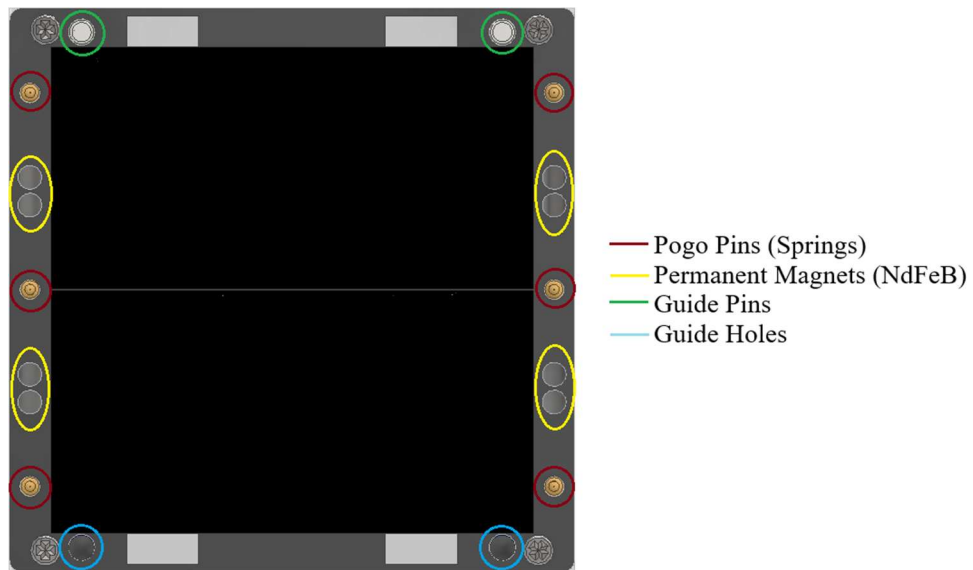 Pogo Pins (Springs)
Permanent Magnets (NdFeB)
Guide Pins
Guide Holes